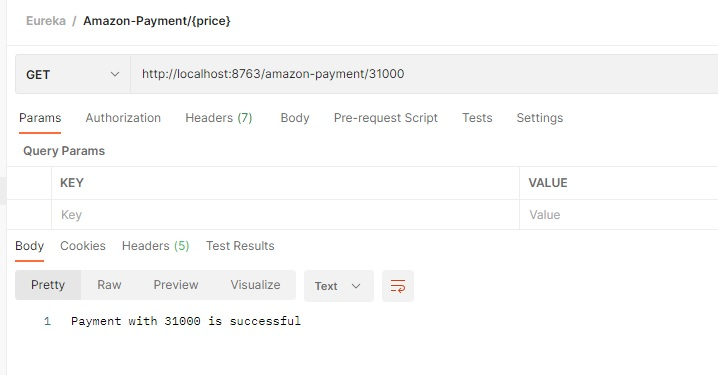 Eureka / Amazon-Payment/{price}
GET http://localhost:8763/amazon-payment/31000
Params Authorization Headers (7) Body Pre-request Script Tests Settings
Query Params
KEY VALUE
Key Value
Body Cookies Headers (5) Test Results
Pretty Raw Preview Visualize Text
1 Payment with 31000 is successful